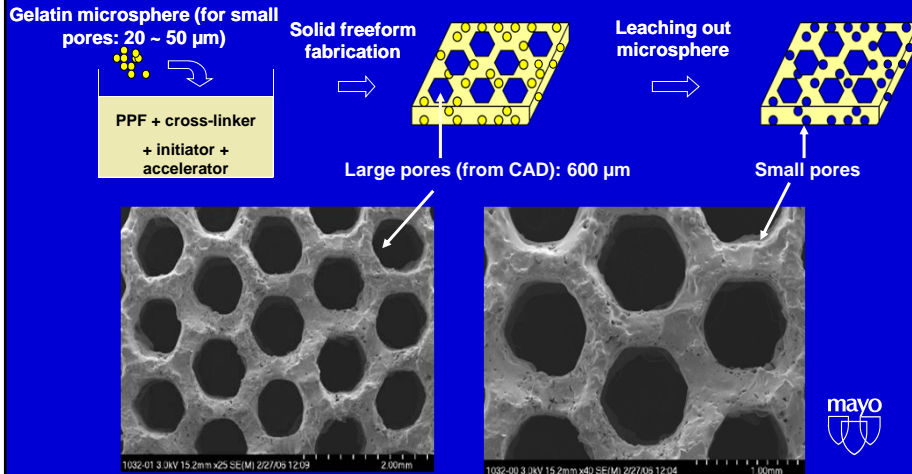 Gelatin microsphere (for small
pores: 20 ~ 50 µm)
Solid freeform
fabrication
Leaching out
microsphere
PPF + cross-linker
+ initiator +
accelerator
Large pores (from CAD): 600 µm
Small pores
1032-01 3.0kV 15.2mm x25 SE(M) 2/27/06 12:09
2.00mm
1032-01 3.0kV 15.2mm x40 SE(M) 2/27/06 12:04
1.00mm
mayo